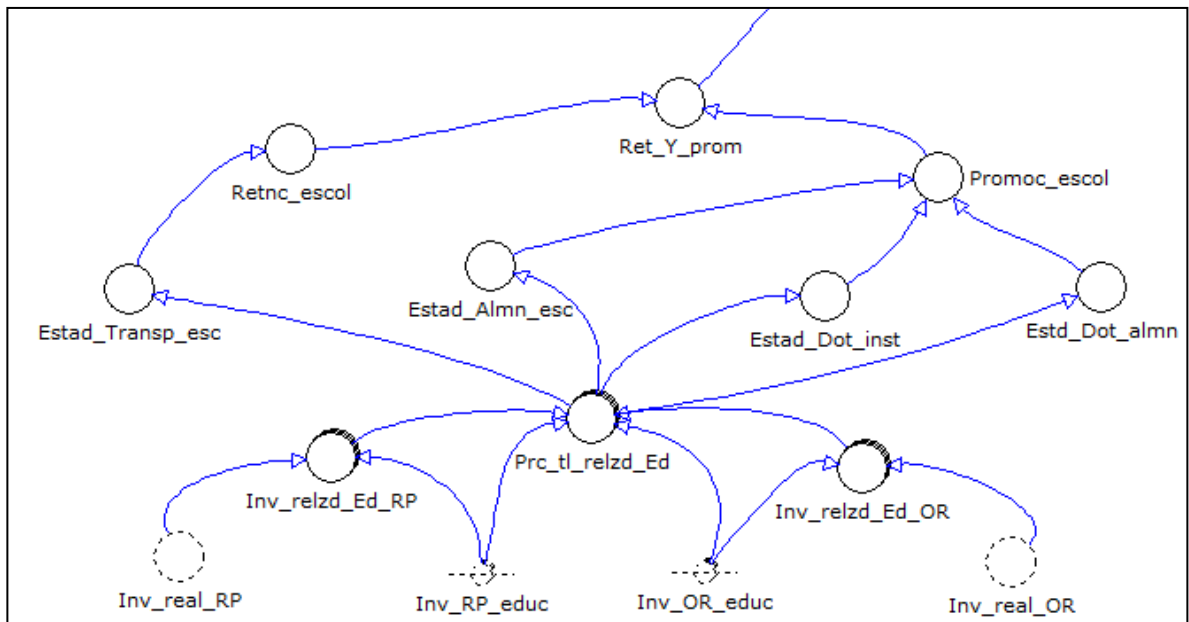 Ret_Y_prom
Promoc_escol
Retnc_escol
Estad_Almn_esc
Estad_Transp_esc
Estad_Dot_inst
Estd_Dot_almn
Prc_tl_relzd_Ed
Inv_relzd_Ed_RP
Inv_relzd_Ed_OR
Inv_real_RP
Inv_RP_educ
Inv_OR_educ
Inv_real_OR